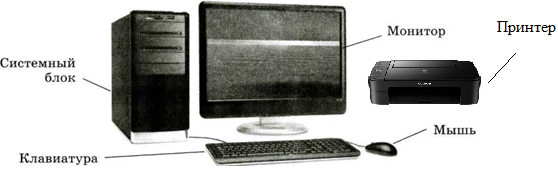 Принтер
Монитор
Системный
блок
Мышь
Клавиатура